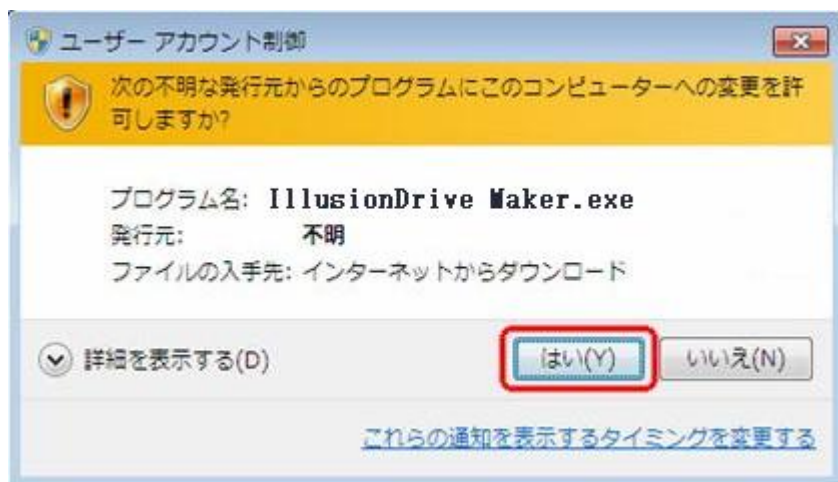 ユーザー アカウント制御
次の不明な発行元からのプログラムにこのコンピューターへの変更を許
可しますか?
プログラム名: IllusionDrive Maker.exe
発行元: 不明
ファイルの入手先: インターネットからダウンロード
詳細を表示する(D) はい(Y) いいえ(N)
これらの通知を表示するタイミングを変更する